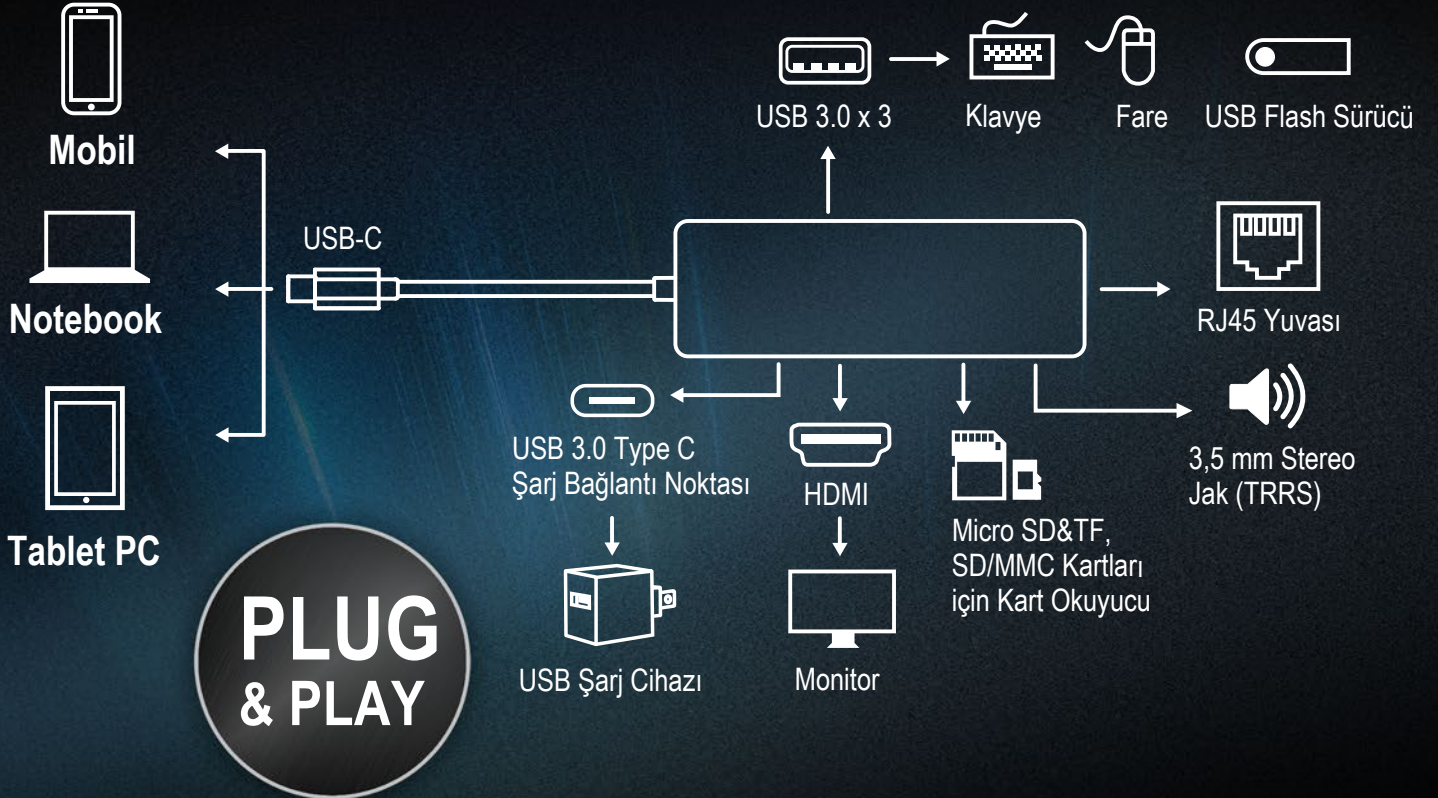 Mobil
Notebook
Tablet PC
USB-C
USB 3.0 x 3
Klavye
Fare
USB Flash Sürücü
RJ45 Yuvası
3,5 mm Stereo
Jak (TRRS)
USB 3.0 Type C
Şarj Bağlantı Noktası
USB Şarj Cihazı
HDMI
Monitor
Micro SD&TF,
SD/MMC Kartları
için Kart Okuyucu
PLUG
& PLAY